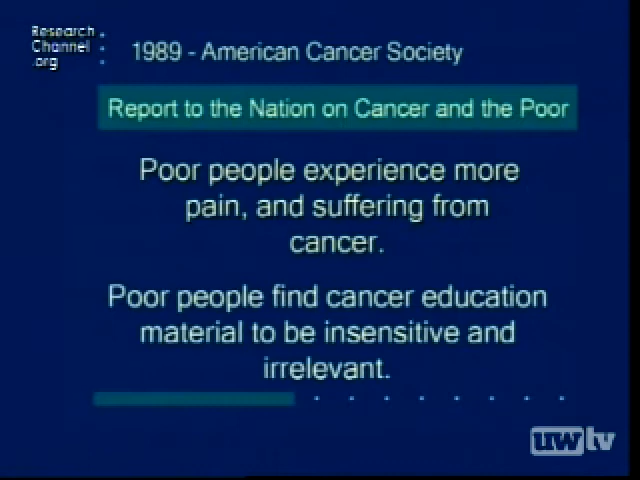 Research
Channel
.org
1989 - American Cancer Society
Report to the Nation on Cancer and the Poor
Poor people experience more
pain, and suffering from
cancer.
Poor people find cancer education
material to be insensitive and
irrelevant.
uwtv